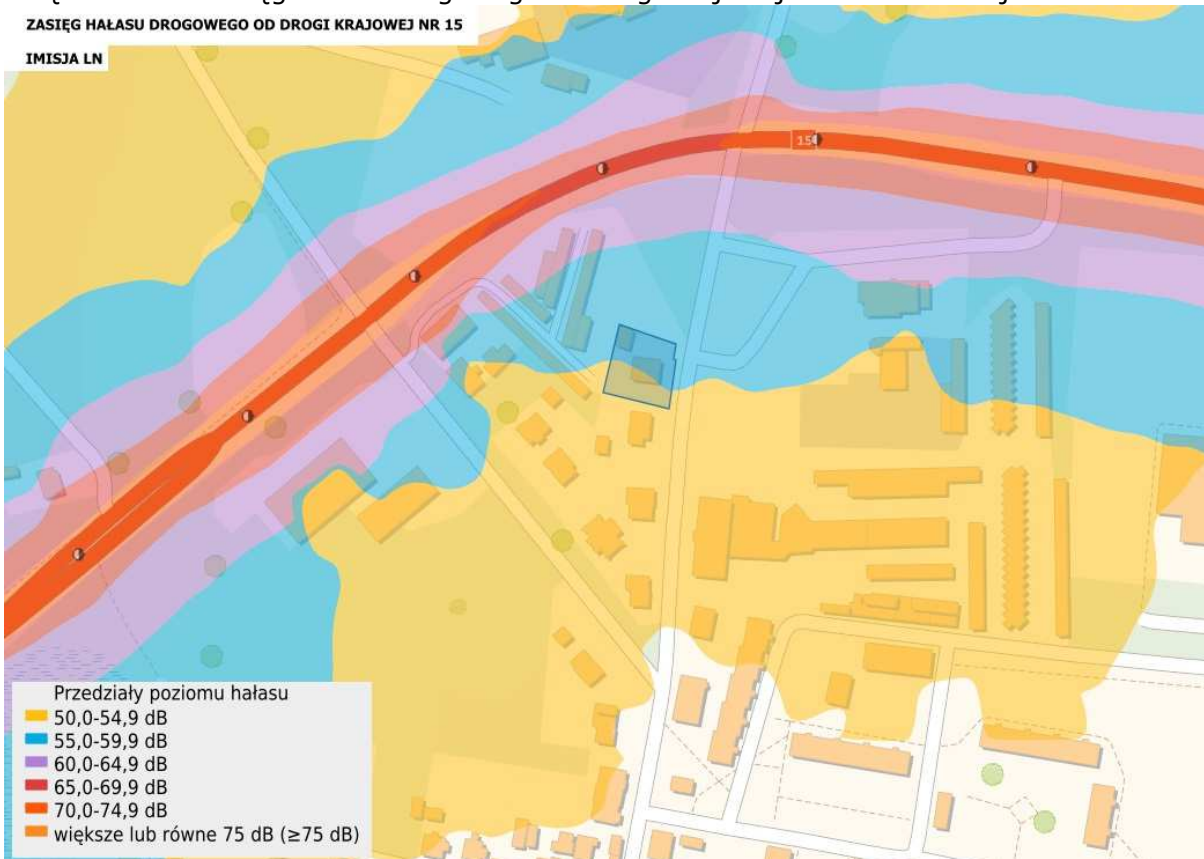 ZASIĘG HAŁASU DROGOWEGO OD DROGI KRAJOWEJ NR 15
IMISJA LN
15
Przedziały poziomu hałasu
50,0-54,9 dB
55,0-59,9 dB
60,0-64,9 dB
65,0-69,9 dB
70,0-74,9 dB
większe lub równe 75 dB (≥75 dB)